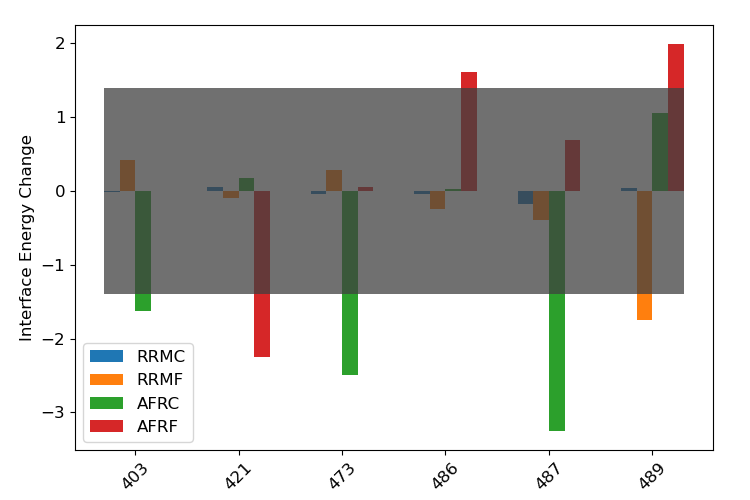 Interface Energy Change
2
1
0
−1
−2
−3
RRMC
RRMF
AFRC
AFRF
403
421
473
486
487
489